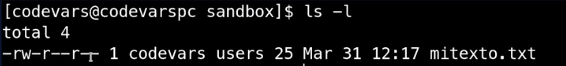 [codevars@codevarspc sandbox]$ ls -l
total 4
-rw-r--r-- 1 codevars users 25 Mar 31 12:17 mitexto.txt